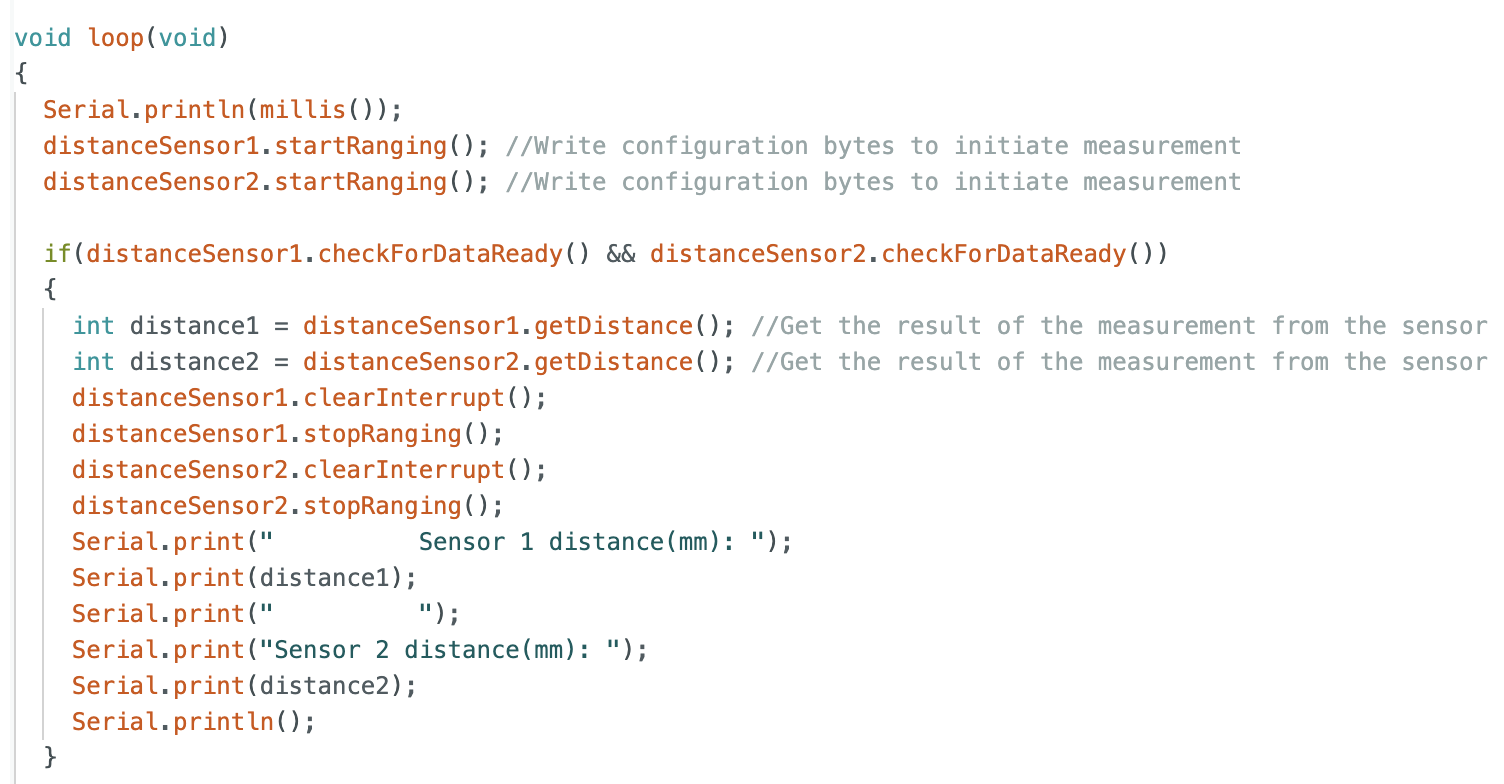 void loop(void)
{
  Serial.println(millis());
  distanceSensor1.startRanging(); //Write configuration bytes to initiate measurement
  distanceSensor2.startRanging(); //Write configuration bytes to initiate measurement

  if(distanceSensor1.checkForDataReady() && distanceSensor2.checkForDataReady())
  {
    int distance1 = distanceSensor1.getDistance(); //Get the result of the measurement from the sensor
    int distance2 = distanceSensor2.getDistance(); //Get the result of the measurement from the sensor
    distanceSensor1.clearInterrupt();
    distanceSensor1.stopRanging();
    distanceSensor2.clearInterrupt();
    distanceSensor2.stopRanging();
    Serial.print("          Sensor 1 distance(mm): ");
    Serial.print(distance1);
    Serial.print("          ");
    Serial.print("Sensor 2 distance(mm): ");
    Serial.print(distance2);
    Serial.println();
  }